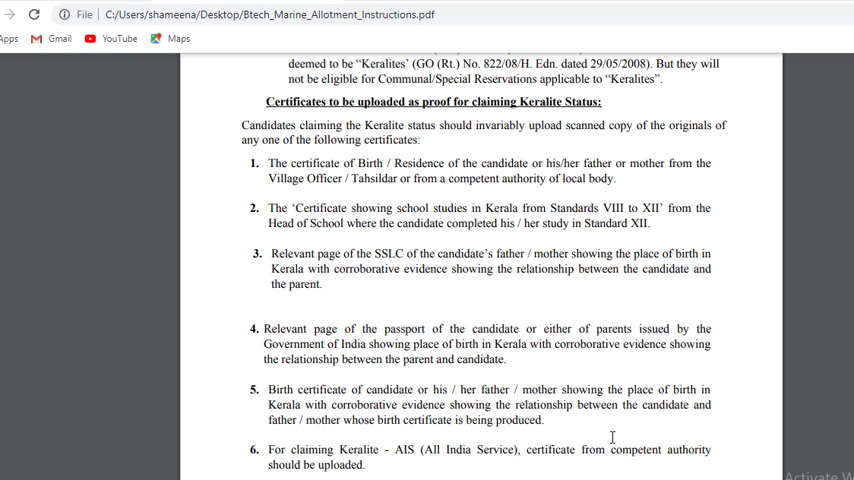 File C:/Users/shameena/Desktop/Btech_Marine_Allotment_Instructions.pdf
Apps Gmail YouTube Maps
deemed to be “Keralites’ (GO (Rt.) No. 822/08/H. Edn. dated 29/05/2008). But they will
not be eligible for Communal/Special Reservations applicable to “Keralites”.
Certificates to be uploaded as proof for claiming Keralite Status:
Candidates claiming the Keralite status should invariably upload scanned copy of the originals of
any one of the following certificates:
1. The certificate of Birth / Residence of the candidate or his/her father or mother from the
Village Officer / Tahsildar or from a competent authority of local body.
2. The ‘Certificate showing school studies in Kerala from Standards VIII to XII’ from the
Head of School where the candidate completed his / her study in Standard XII.
3. Relevant page of the SSLC of the candidate’s father / mother showing the place of birth in
Kerala with corroborative evidence showing the relationship between the candidate and
the parent.
4. Relevant page of the passport of the candidate or either of parents issued by the
Government of India showing place of birth in Kerala with corroborative evidence showing
the relationship between the parent and candidate.
5. Birth certificate of candidate or his / her father / mother showing the place of birth in
Kerala with corroborative evidence showing the relationship between the candidate and
father / mother whose birth certificate is being produced.
6. For claiming Keralite - AIS (All India Service), certificate from competent authority
should be uploaded.
Activate W